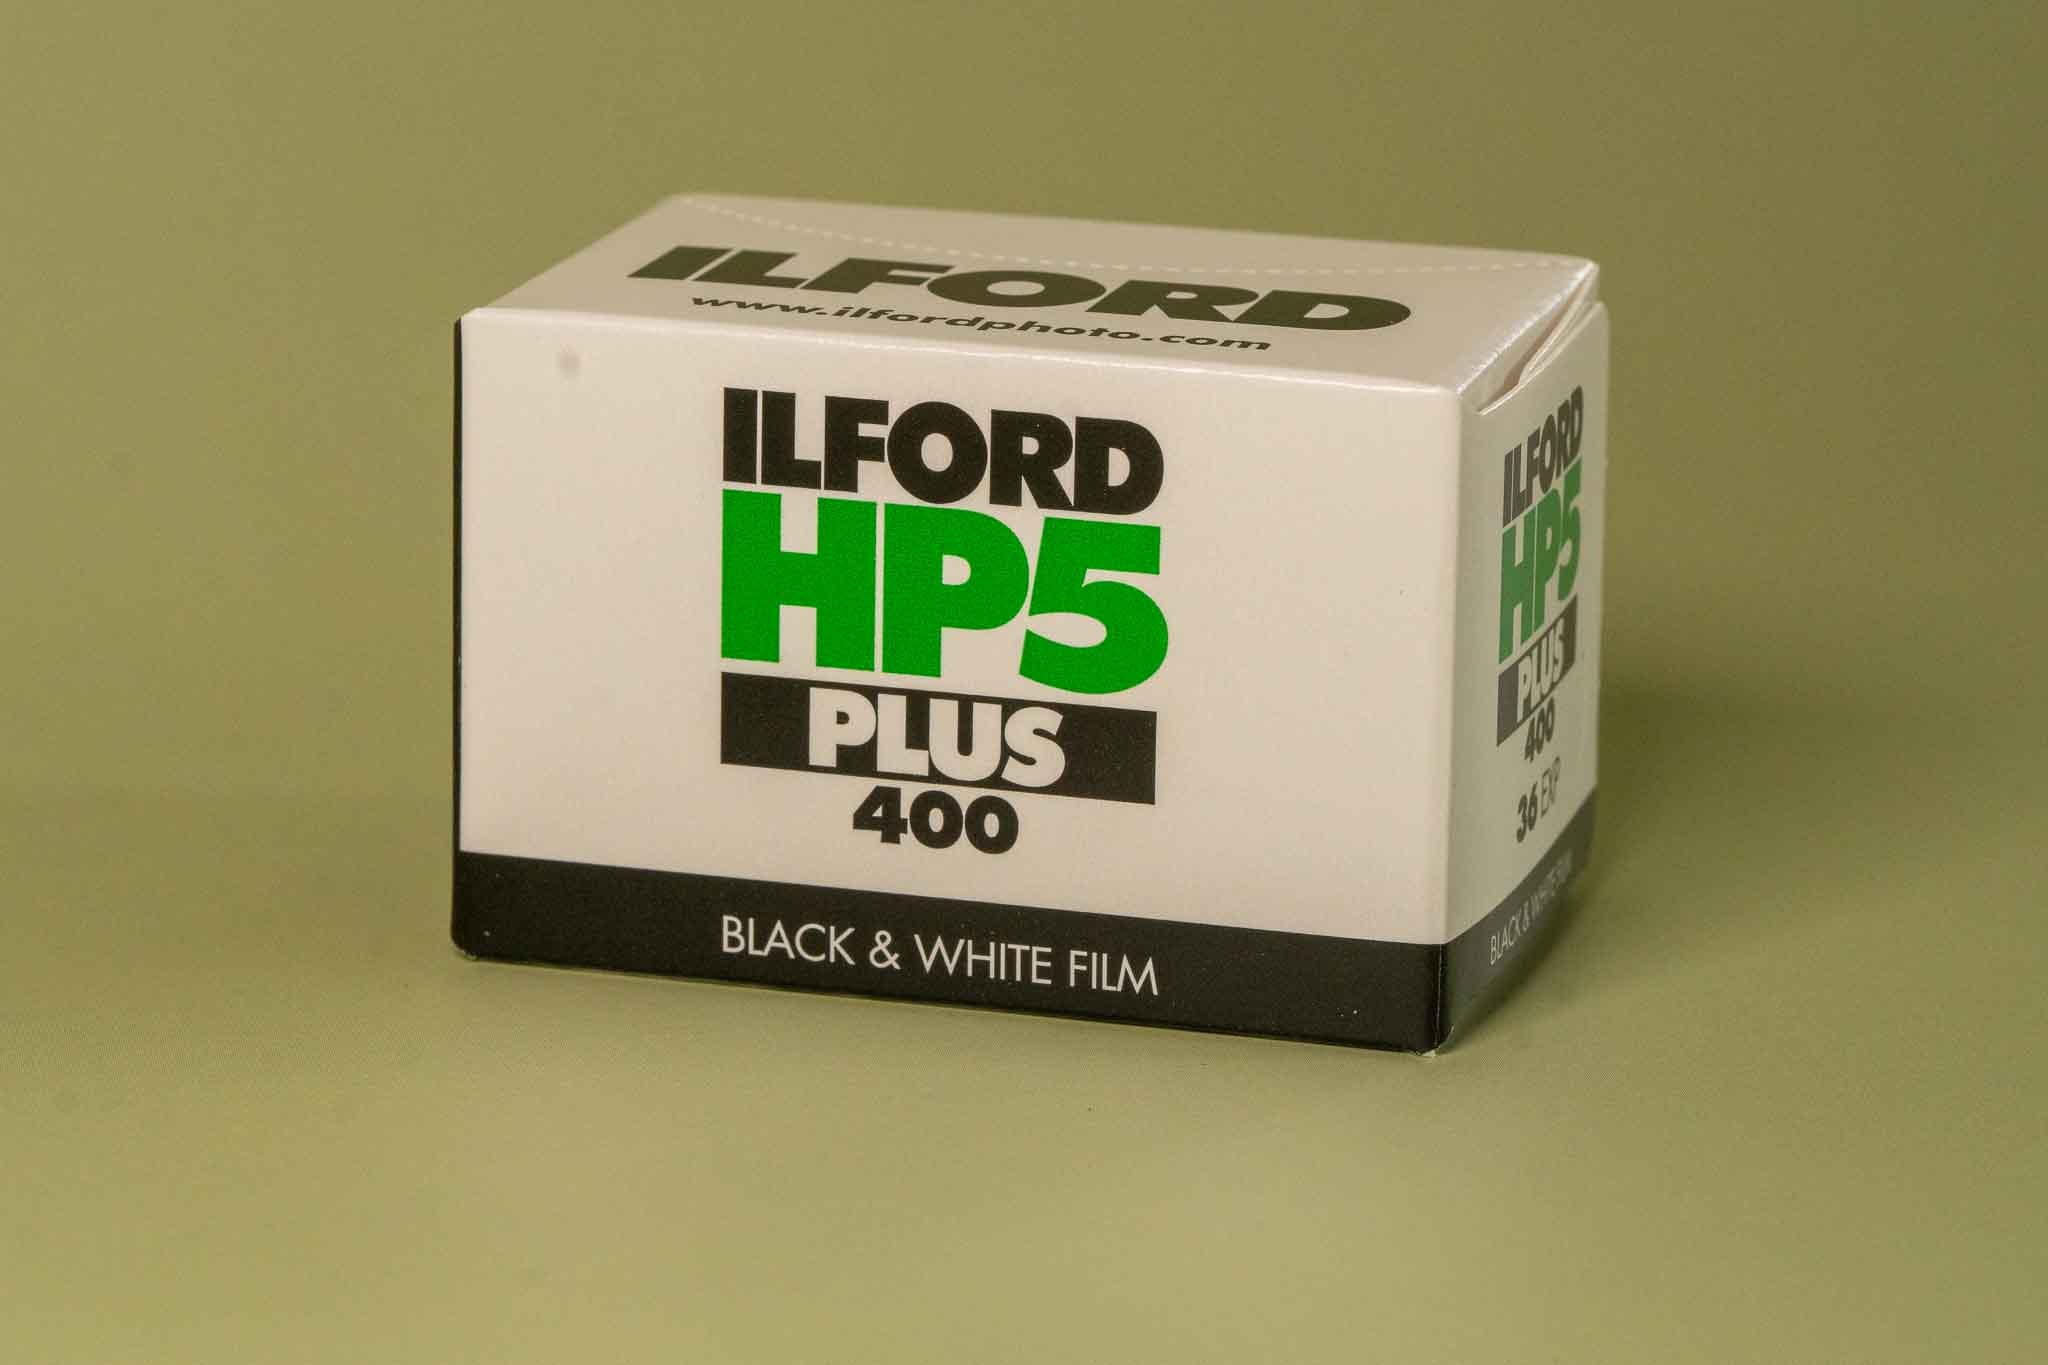 ILFORD
www.ilfordphoto.com
ILFORD
HP5
PLUS
400
BLACK & WHITE FILM
ILFORD
HP5
PLUS
400
36 EXP
BLACK & WHITE FILM